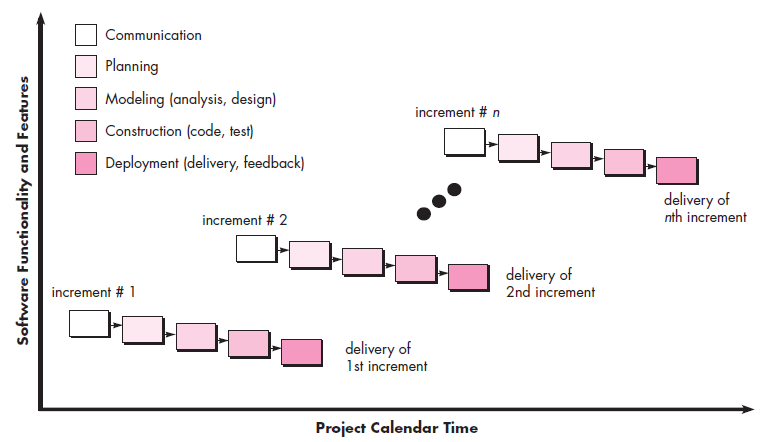 Software Functionality and Features
Communication
Planning
Modeling (analysis, design)
Construction (code, test)
Deployment (delivery, feedback)
increment # n
delivery of
nth increment
increment # 2
delivery of
2nd increment
increment # 1
delivery of
1st increment
Project Calendar Time